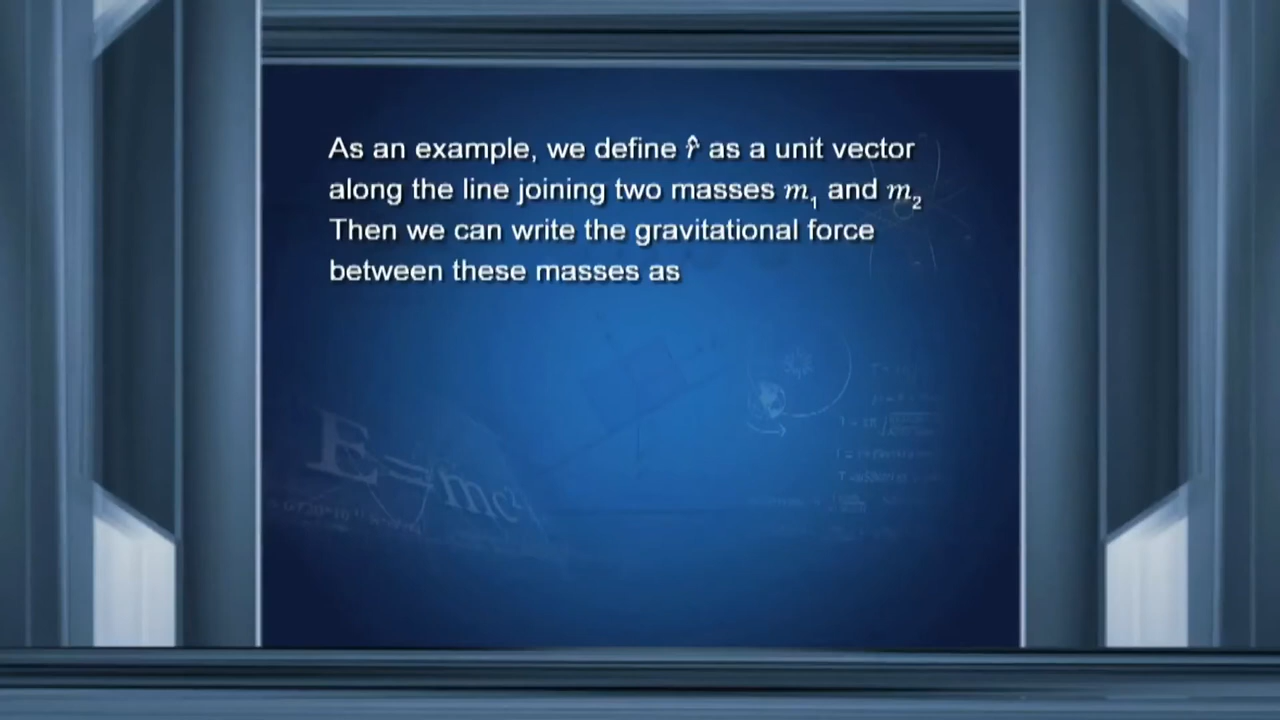 As an example, we define r̂ as a unit vector
along the line joining two masses m₁ and m₂
Then we can write the gravitational force
between these masses as
E=mc²